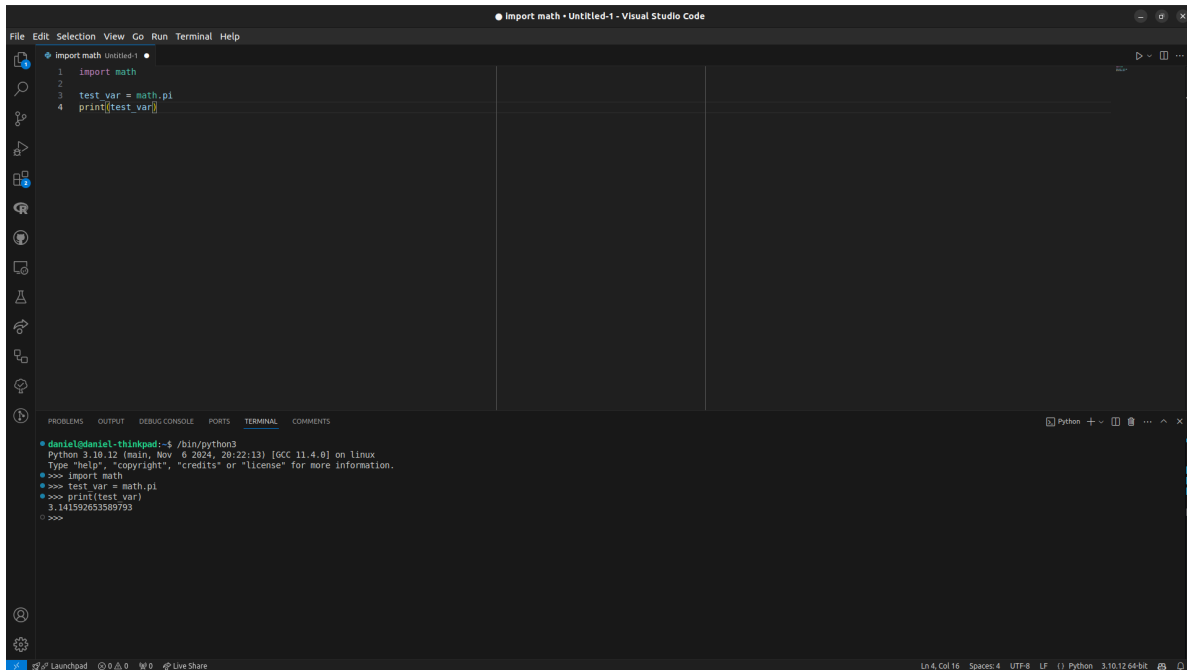 import math • Untitled-1 - Visual Studio Code
File Edit Selection View Go Run Terminal Help
import math Untitled-1
1 import math
2
3 test_var = math.pi
4 print(test_var)
PROBLEMS OUTPUT DEBUG CONSOLE PORTS TERMINAL COMMENTS Python
daniel@daniel-thinkpad:~$ /bin/python3
Python 3.10.12 (main, Nov  6 2024, 20:22:13) [GCC 11.4.0] on linux
Type "help", "copyright", "credits" or "license" for more information.
>>> import math
>>> test_var = math.pi
>>> print(test_var)
3.141592653589793
>>>
Launchpad 0 0 0 Live Share Ln 4, Col 16 Spaces: 4 UTF-8 LF {} Python 3.10.12 64-bit